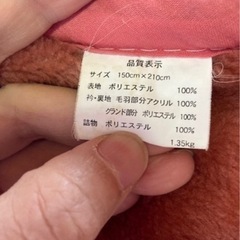 品質表示
サイズ 150cm×210cm
表地 ポリエステル 100%
衿・裏地 毛羽部分アクリル 100%
グランド部分 ポリエステル 100%
詰物 ポリエステル 100%
1.35kg